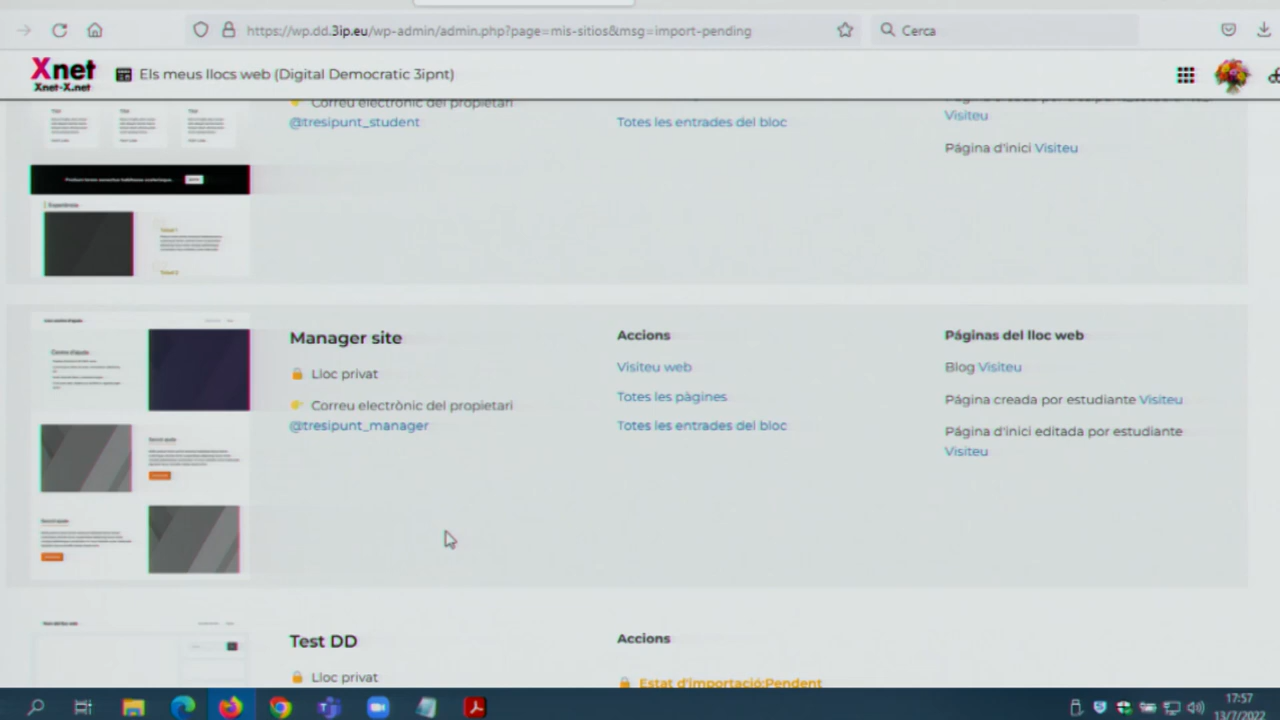 https://wp.dd.3ip.eu/wp-admin/admin.php?page=mis-sitios&msg=import-pending
Cerca
Xnet
Xnet-X.net
Els meus llocs web (Digital Democratic 3ipnt)
Correu electrònic del propietari
@tresipunt_student
Totes les entrades del bloc
Visiteu
Página d'inici Visiteu
Manager site
Lloc privat
Correu electrònic del propietari
@tresipunt_manager
Accions
Visiteu web
Totes les pàgines
Totes les entrades del bloc
Páginas del lloc web
Blog Visiteu
Página creada por estudiante Visiteu
Página d'inici editada por estudiante
Visiteu
Test DD
Lloc privat
Accions
Estat d'importació:Pendent
17:57
13/7/2022